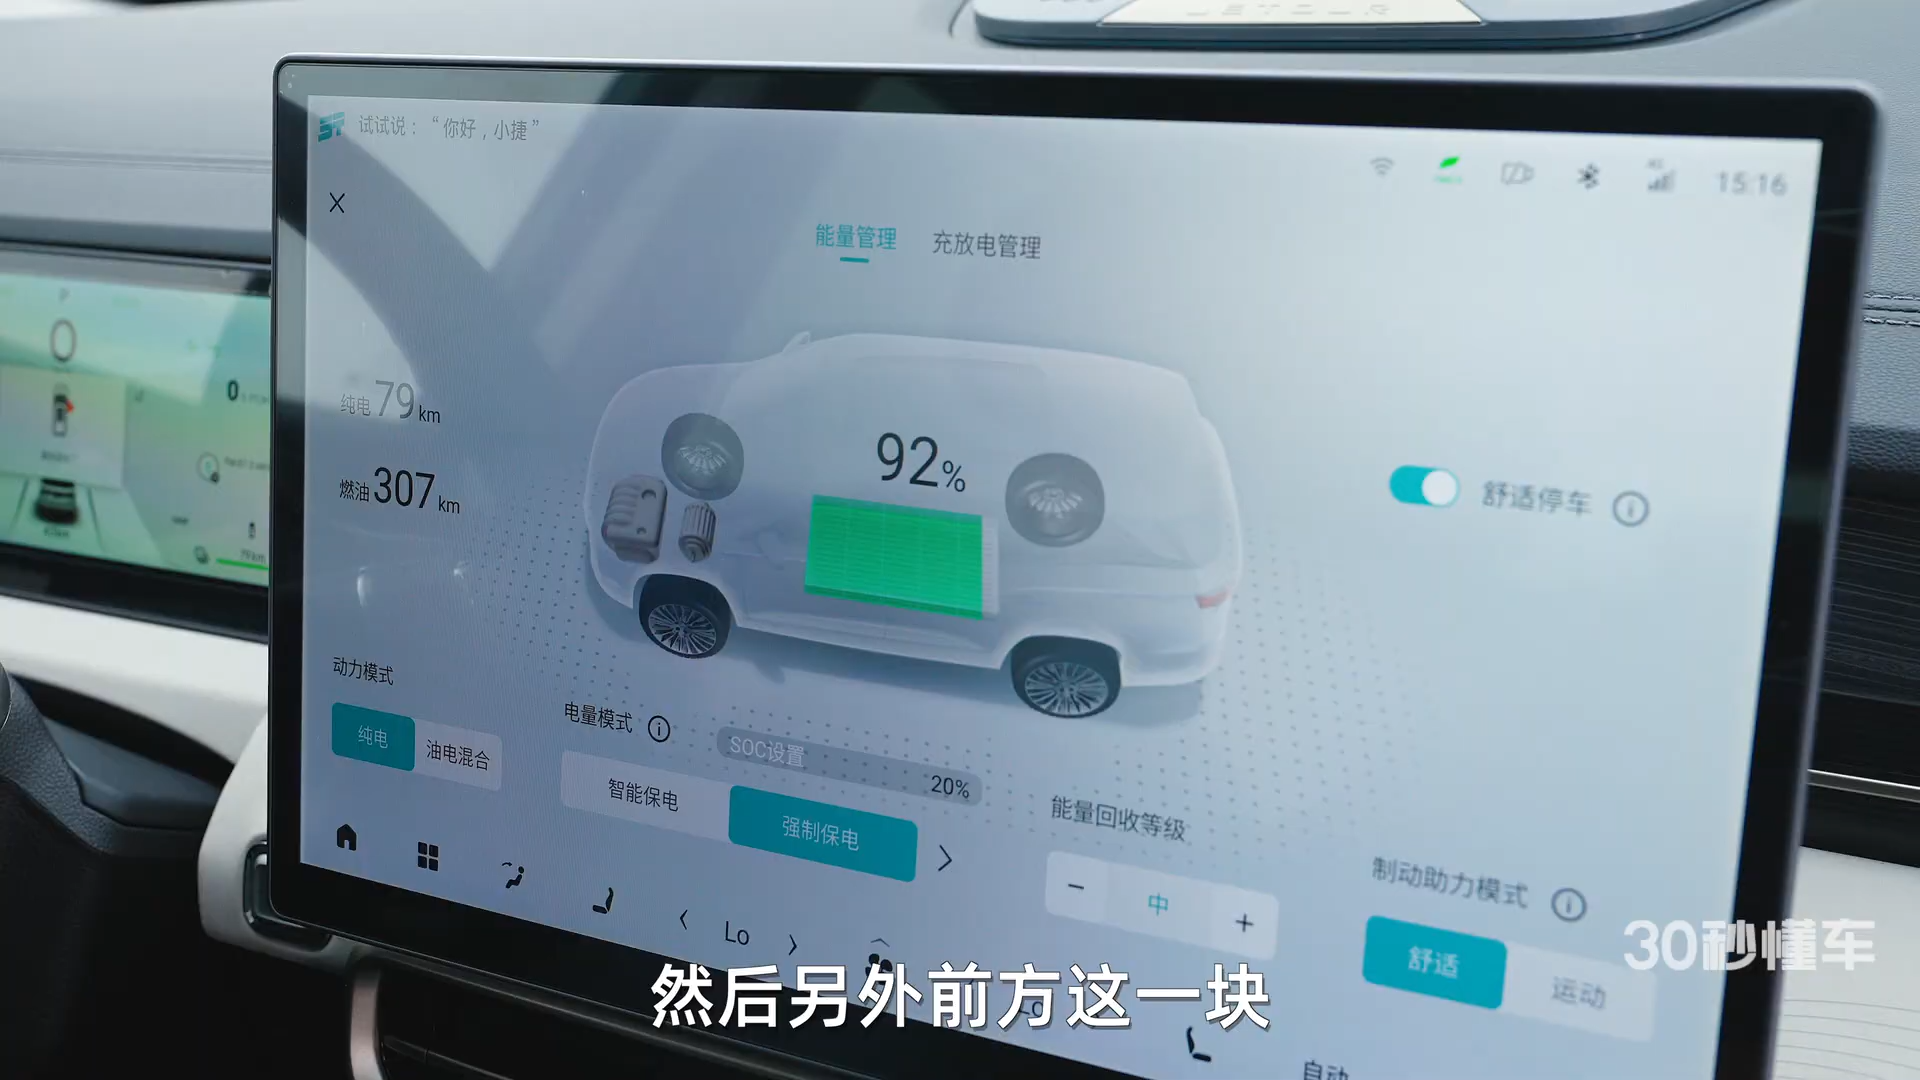 试试说：“你好，小捷”
15:16
能量管理 充放电管理
纯电 79 km
燃油 307 km
92%
舒适停车
动力模式
纯电 油电混合
电量模式
SOC设置 20%
智能保电 强制保电
能量回收等级
- 中 +
制动助力模式
舒适 运动
Lo
自动
0
79km
30秒懂车
然后另外前方这一块